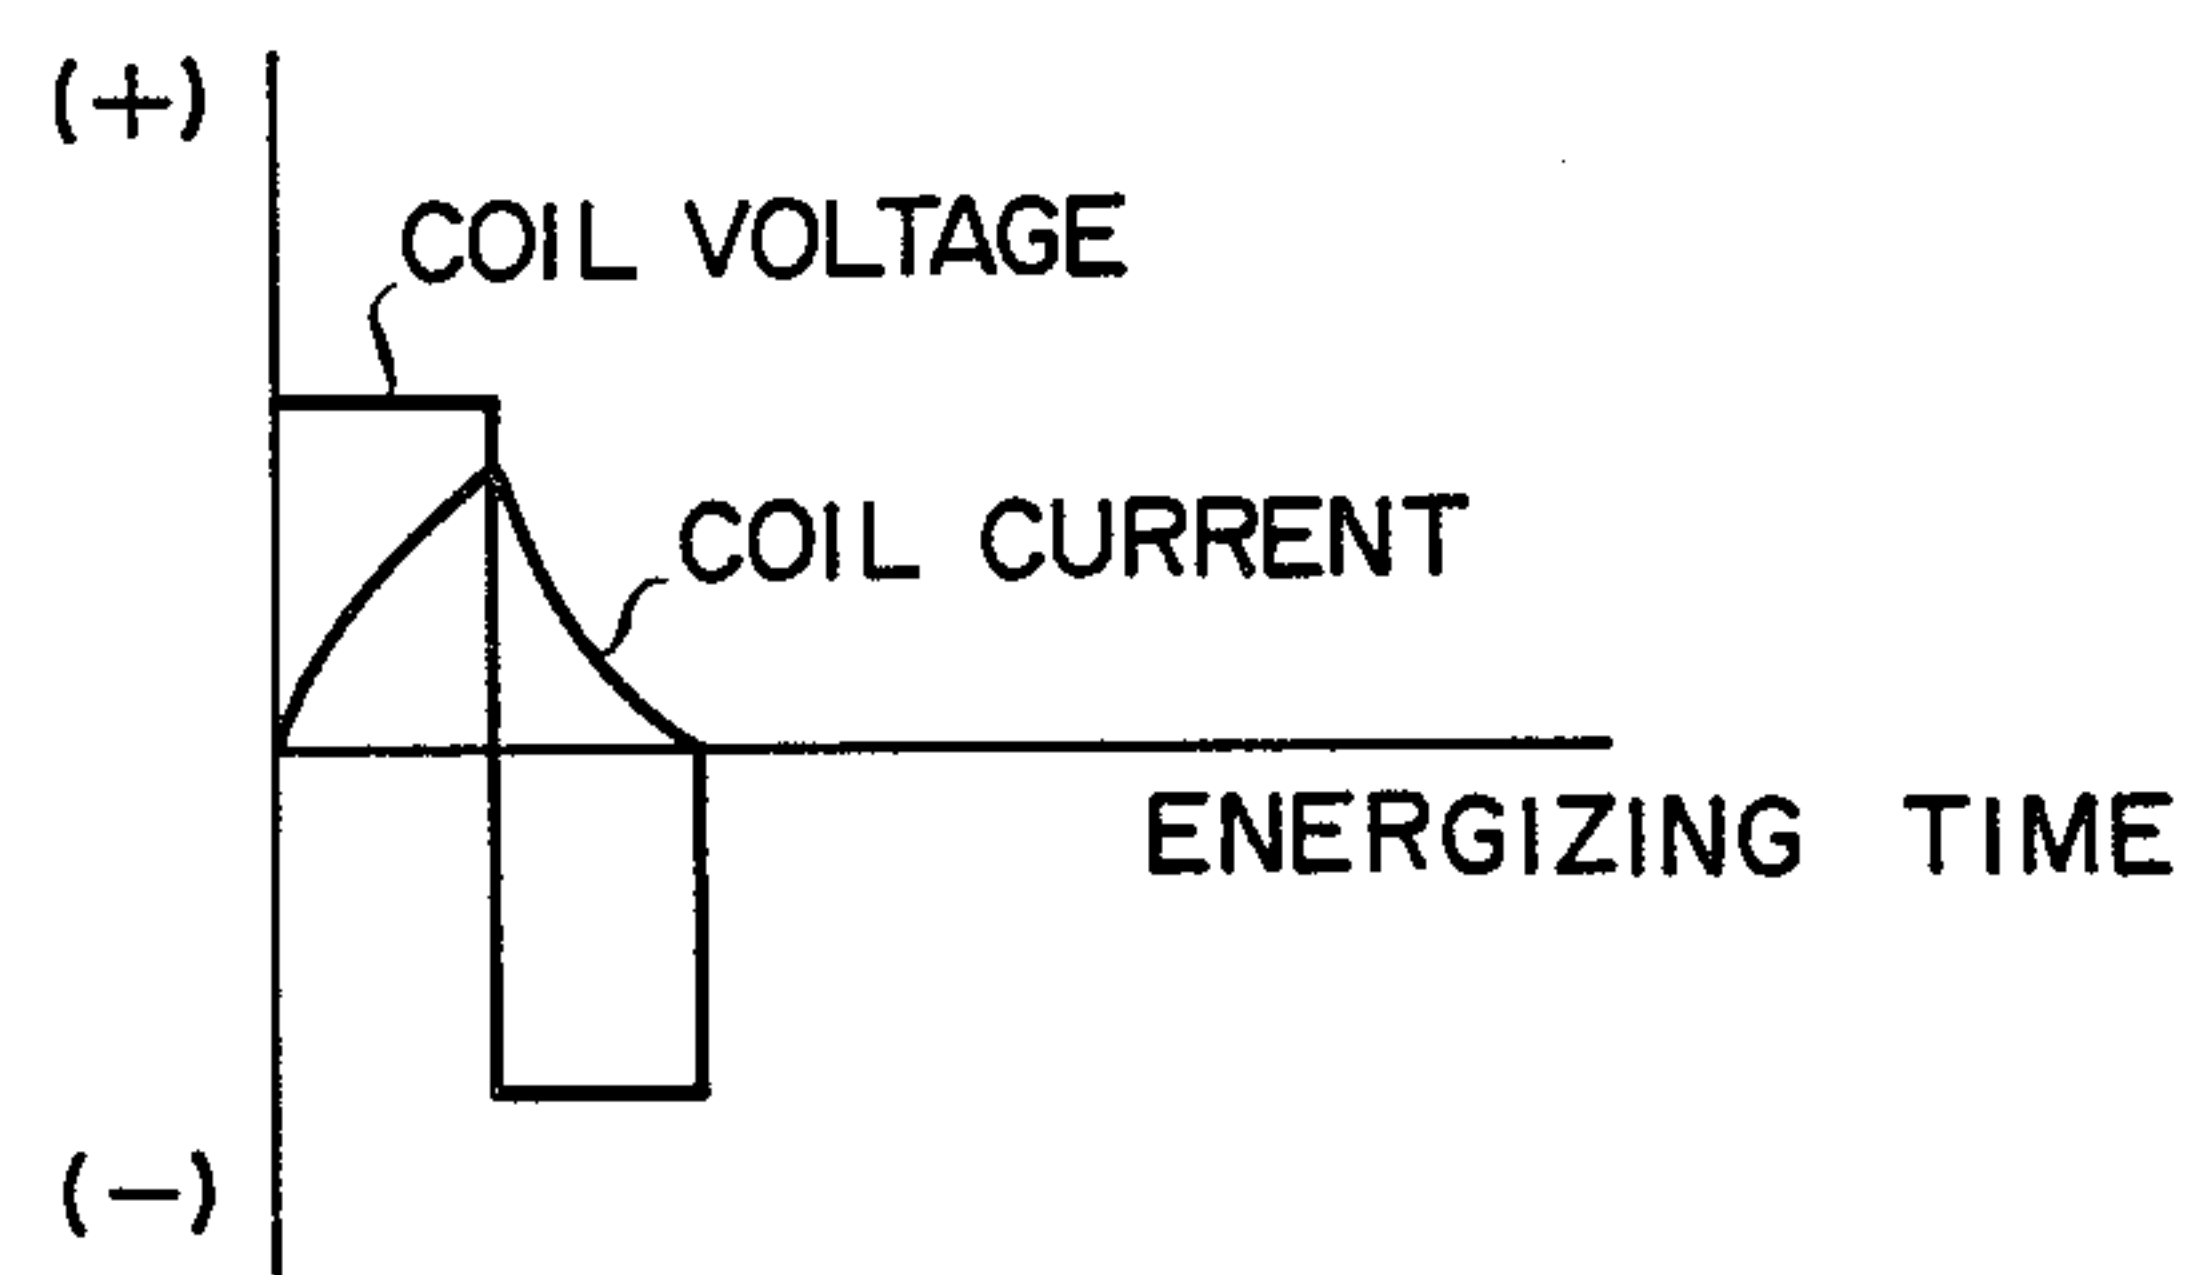 (+)
COIL VOLTAGE
COIL CURRENT
ENERGIZING TIME
(-)